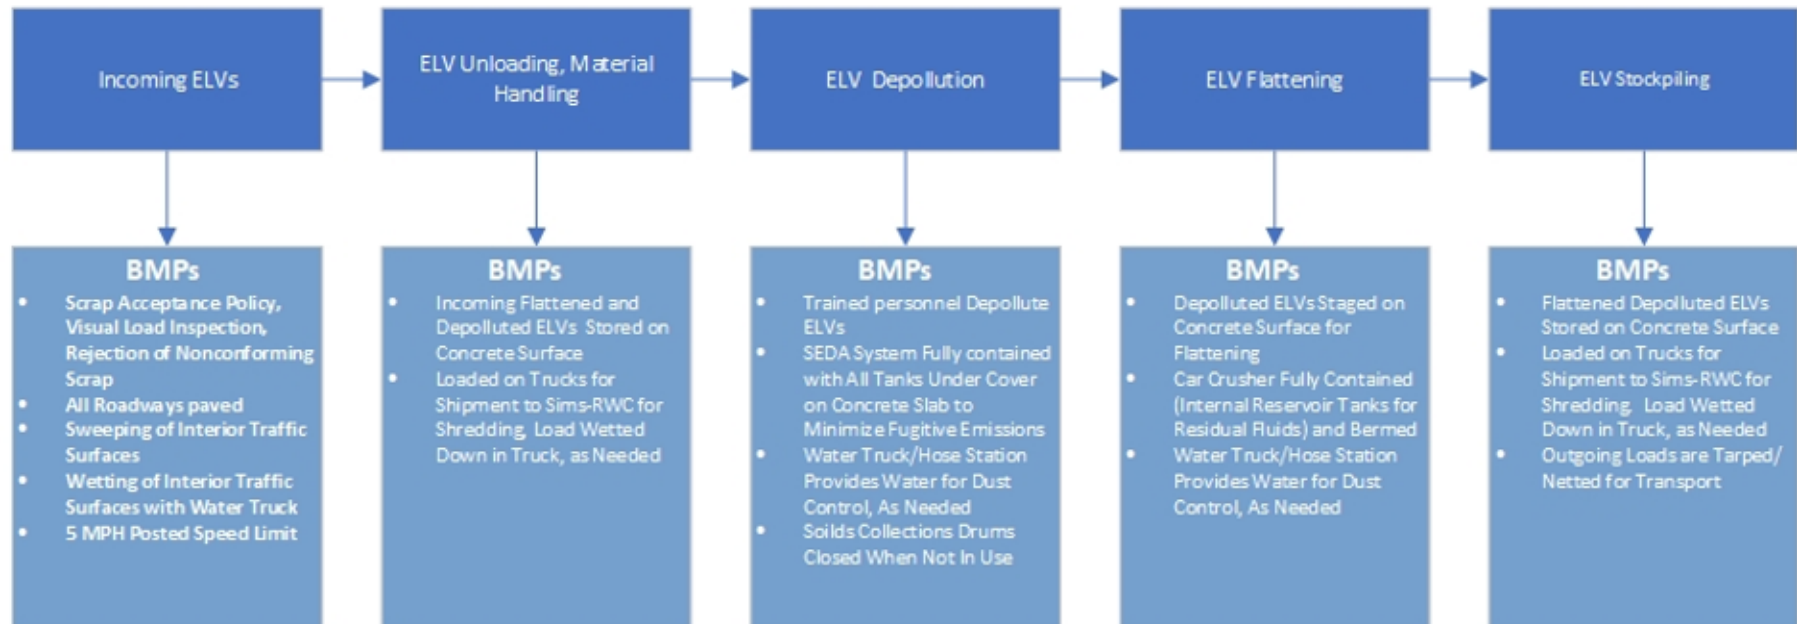 Incoming ELVs
ELV Unloading, Material
Handling
ELV Depollution
ELV Flattening
ELV Stockpiling
BMPs
• Scrap Acceptance Policy,
Visual Load Inspection,
Rejection of Nonconforming
Scrap
• All Roadways paved
• Sweeping of Interior Traffic
Surfaces
• Wetting of Interior Traffic
Surfaces with Water Truck
• 5 MPH Posted Speed Limit
BMPs
• Incoming Flattened and
Depolluted ELVs Stored on
Concrete Surface
• Loaded on Trucks for
Shipment to Sims-RWC for
Shredding, Load Wetted
Down in Truck, as Needed
BMPs
• Trained personnel Depollute
ELVs
• SEDA System Fully contained
with All Tanks Under Cover
on Concrete Slab to
Minimize Fugitive Emissions
• Water Truck/Hose Station
Provides Water for Dust
Control, As Needed
• Soilds Collections Drums
Closed When Not In Use
BMPs
• Depolluted ELVs Staged on
Concrete Surface for
Flattening
• Car Crusher Fully Contained
(Internal Reservoir Tanks for
Residual Fluids) and Bermed
• Water Truck/Hose Station
Provides Water for Dust
Control, As Needed
BMPs
• Flattened Depolluted ELVs
Stored on Concrete Surface
• Loaded on Trucks for
Shipment to Sims-RWC for
Shredding, Load Wetted
Down in Truck, as Needed
• Outgoing Loads are Tarped/
Netted for Transport